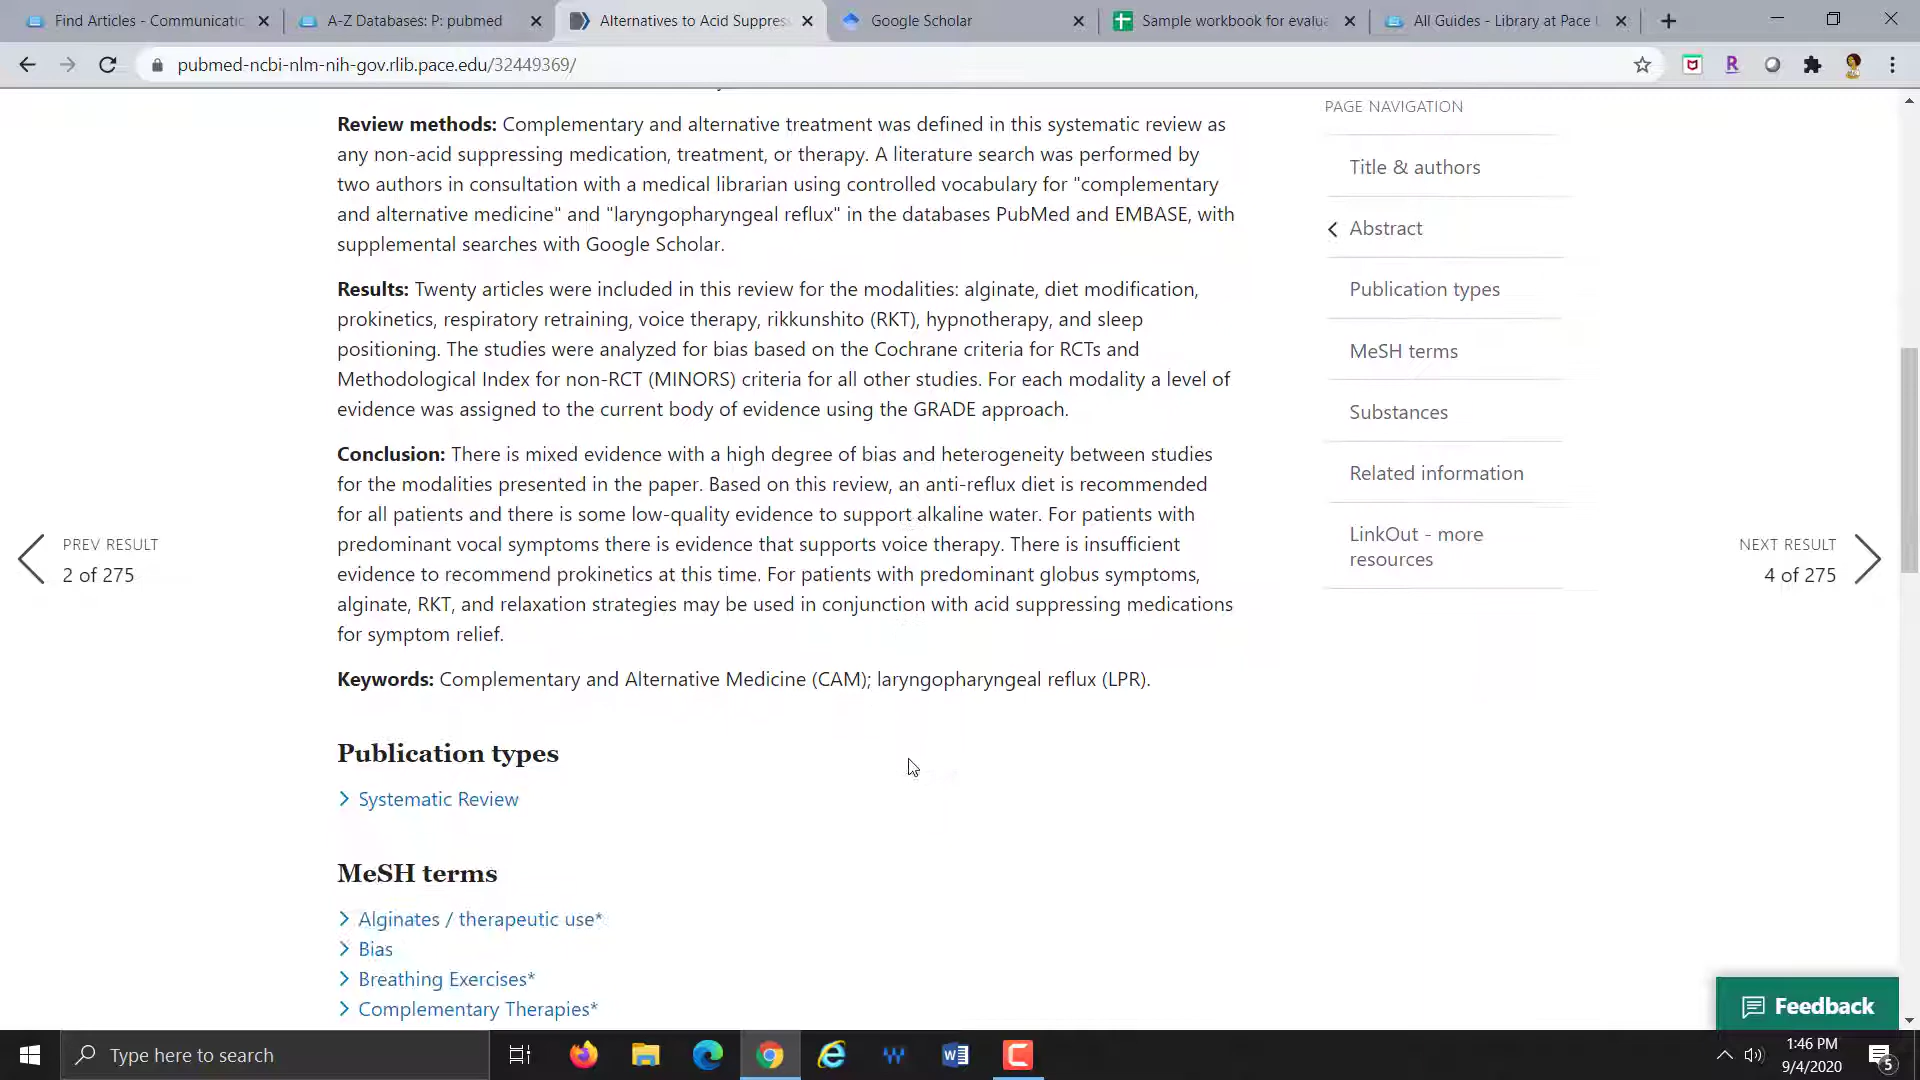 Find Articles - Communicatio
A-Z Databases: P: pubmed
Alternatives to Acid Suppres
Google Scholar
Sample workbook for evalua
All Guides - Library at Pace
pubmed-ncbi-nlm-nih-gov.rlib.pace.edu/32449369/
Review methods: Complementary and alternative treatment was defined in this systematic review as
any non-acid suppressing medication, treatment, or therapy. A literature search was performed by
two authors in consultation with a medical librarian using controlled vocabulary for "complementary
and alternative medicine" and "laryngopharyngeal reflux" in the databases PubMed and EMBASE, with
supplemental searches with Google Scholar.
Results: Twenty articles were included in this review for the modalities: alginate, diet modification,
prokinetics, respiratory retraining, voice therapy, rikkunshito (RKT), hypnotherapy, and sleep
positioning. The studies were analyzed for bias based on the Cochrane criteria for RCTs and
Methodological Index for non-RCT (MINORS) criteria for all other studies. For each modality a level of
evidence was assigned to the current body of evidence using the GRADE approach.
Conclusion: There is mixed evidence with a high degree of bias and heterogeneity between studies
for the modalities presented in the paper. Based on this review, an anti-reflux diet is recommended
for all patients and there is some low-quality evidence to support alkaline water. For patients with
predominant vocal symptoms there is evidence that supports voice therapy. There is insufficient
evidence to recommend prokinetics at this time. For patients with predominant globus symptoms,
alginate, RKT, and relaxation strategies may be used in conjunction with acid suppressing medications
for symptom relief.
Keywords: Complementary and Alternative Medicine (CAM); laryngopharyngeal reflux (LPR).
Publication types
Systematic Review
MeSH terms
Alginates / therapeutic use*
Bias
Breathing Exercises*
Complementary Therapies*
PAGE NAVIGATION
Title & authors
Abstract
Publication types
MeSH terms
Substances
Related information
LinkOut - more
resources
PREV RESULT
2 of 275
NEXT RESULT
4 of 275
Feedback
Type here to search
1:46 PM
9/4/2020
5